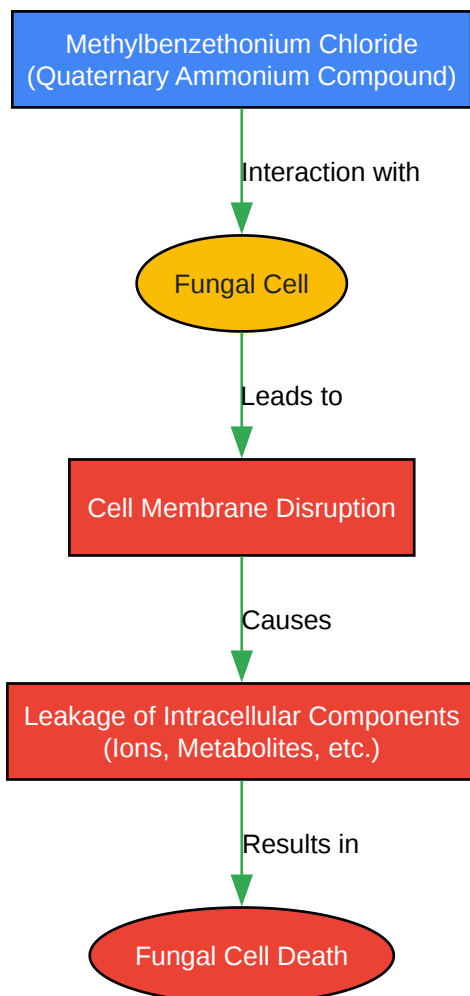 Methylbenzethonium Chloride
(Quaternary Ammonium Compound)
Interaction with
Fungal Cell
Leads to
Cell Membrane Disruption
Causes
Leakage of Intracellular Components
(Ions, Metabolites, etc.)
Results in
Fungal Cell Death